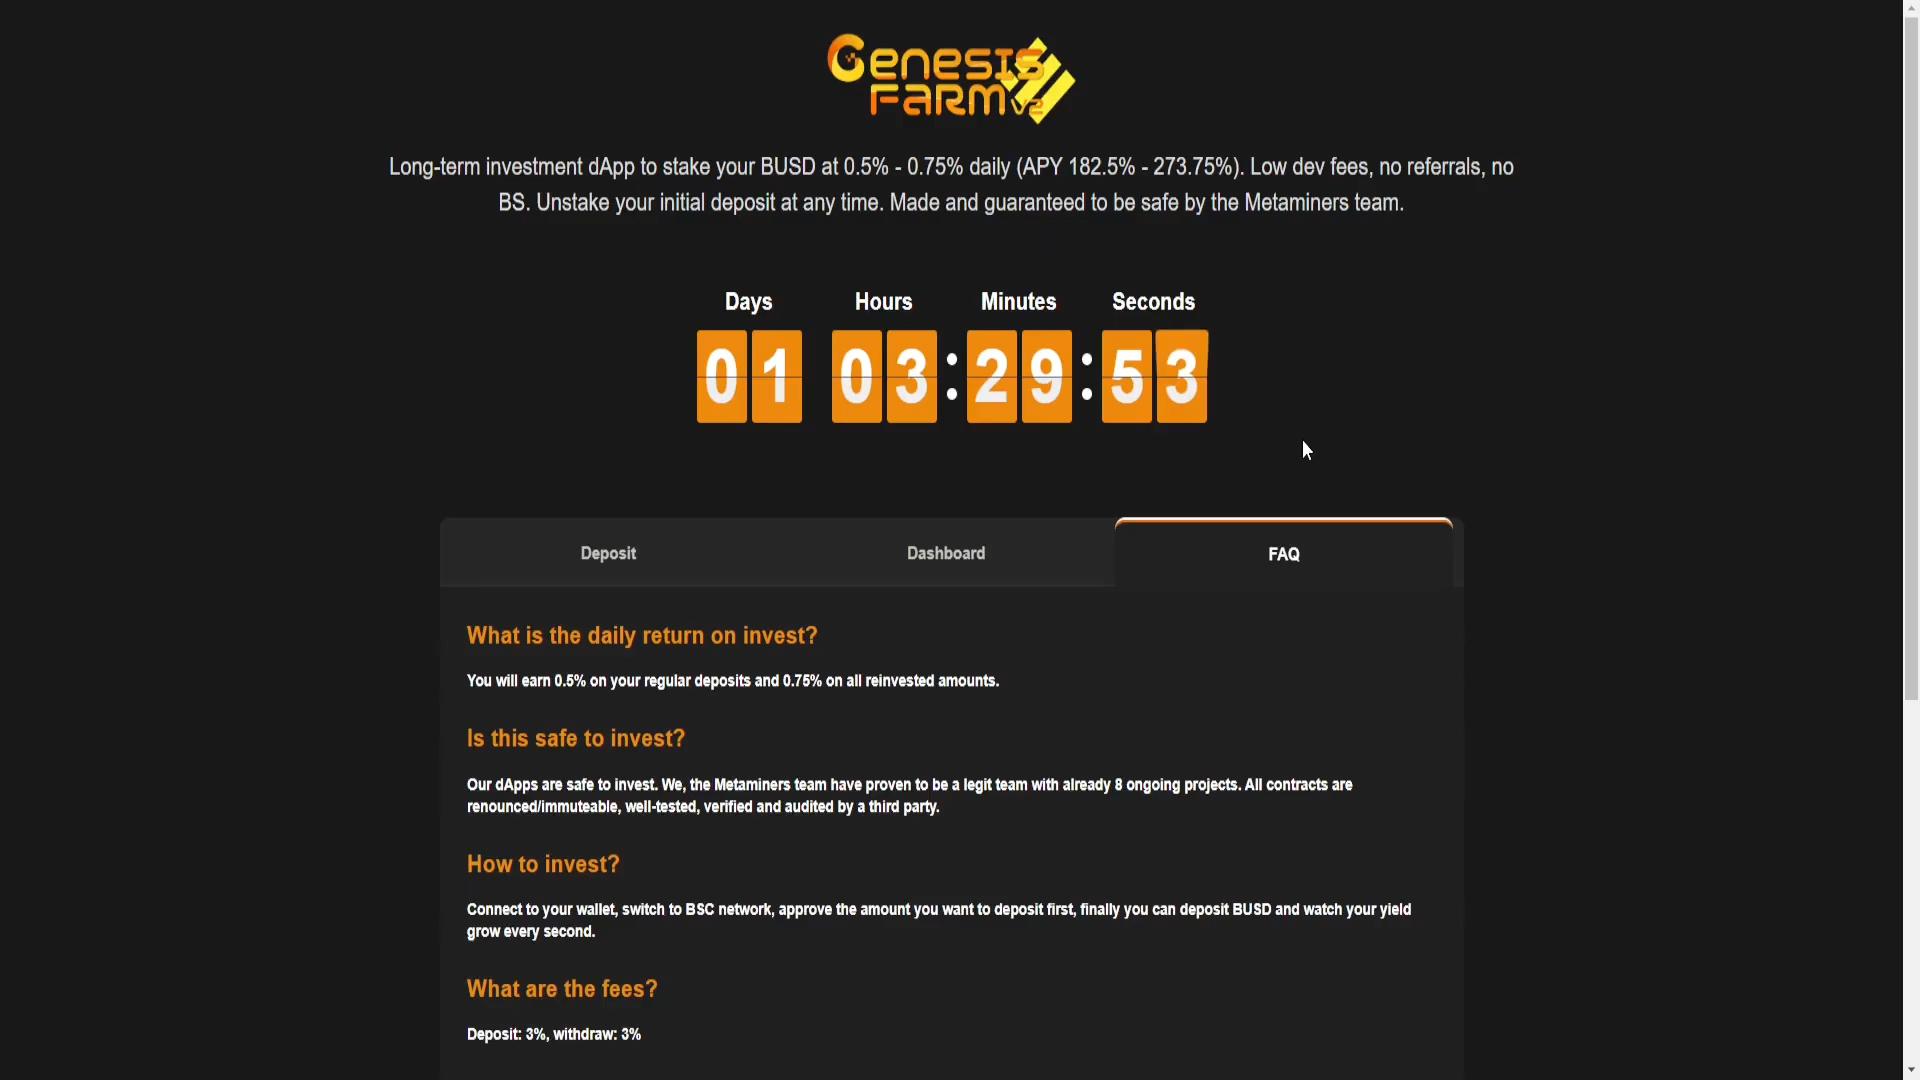 Genesis
Farm v2
Long-term investment dApp to stake your BUSD at 0.5% - 0.75% daily (APY 182.5% - 273.75%). Low dev fees, no referrals, no
BS. Unstake your initial deposit at any time. Made and guaranteed to be safe by the Metaminers team.
Days Hours Minutes Seconds
01 03 : 29 : 53
Deposit Dashboard FAQ
What is the daily return on invest?
You will earn 0.5% on your regular deposits and 0.75% on all reinvested amounts.
Is this safe to invest?
Our dApps are safe to invest. We, the Metaminers team have proven to be a legit team with already 8 ongoing projects. All contracts are
renounced/immuteable, well-tested, verified and audited by a third party.
How to invest?
Connect to your wallet, switch to BSC network, approve the amount you want to deposit first, finally you can deposit BUSD and watch your yield
grow every second.
What are the fees?
Deposit: 3%, withdraw: 3%